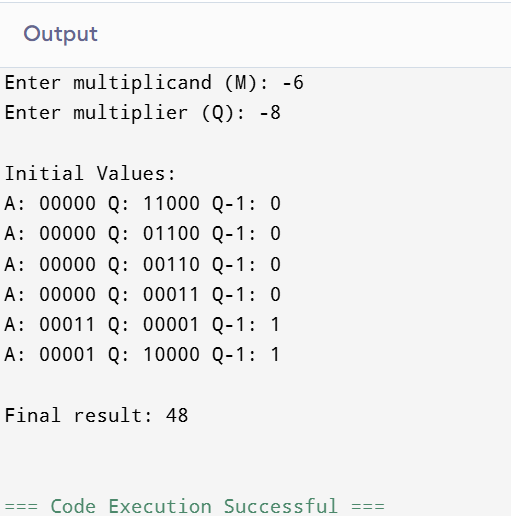 Output
Enter multiplicand (M): -6
Enter multiplier (Q): -8
Initial Values:
A: 00000 Q: 11000 Q-1: 0
A: 00000 Q: 01100 Q-1: 0
A: 00000 Q: 00110 Q-1: 0
A: 00000 Q: 00011 Q-1: 0
A: 00011 Q: 00001 Q-1: 1
A: 00001 Q: 10000 Q-1: 1
Final result: 48
=== Code Execution Successful ===